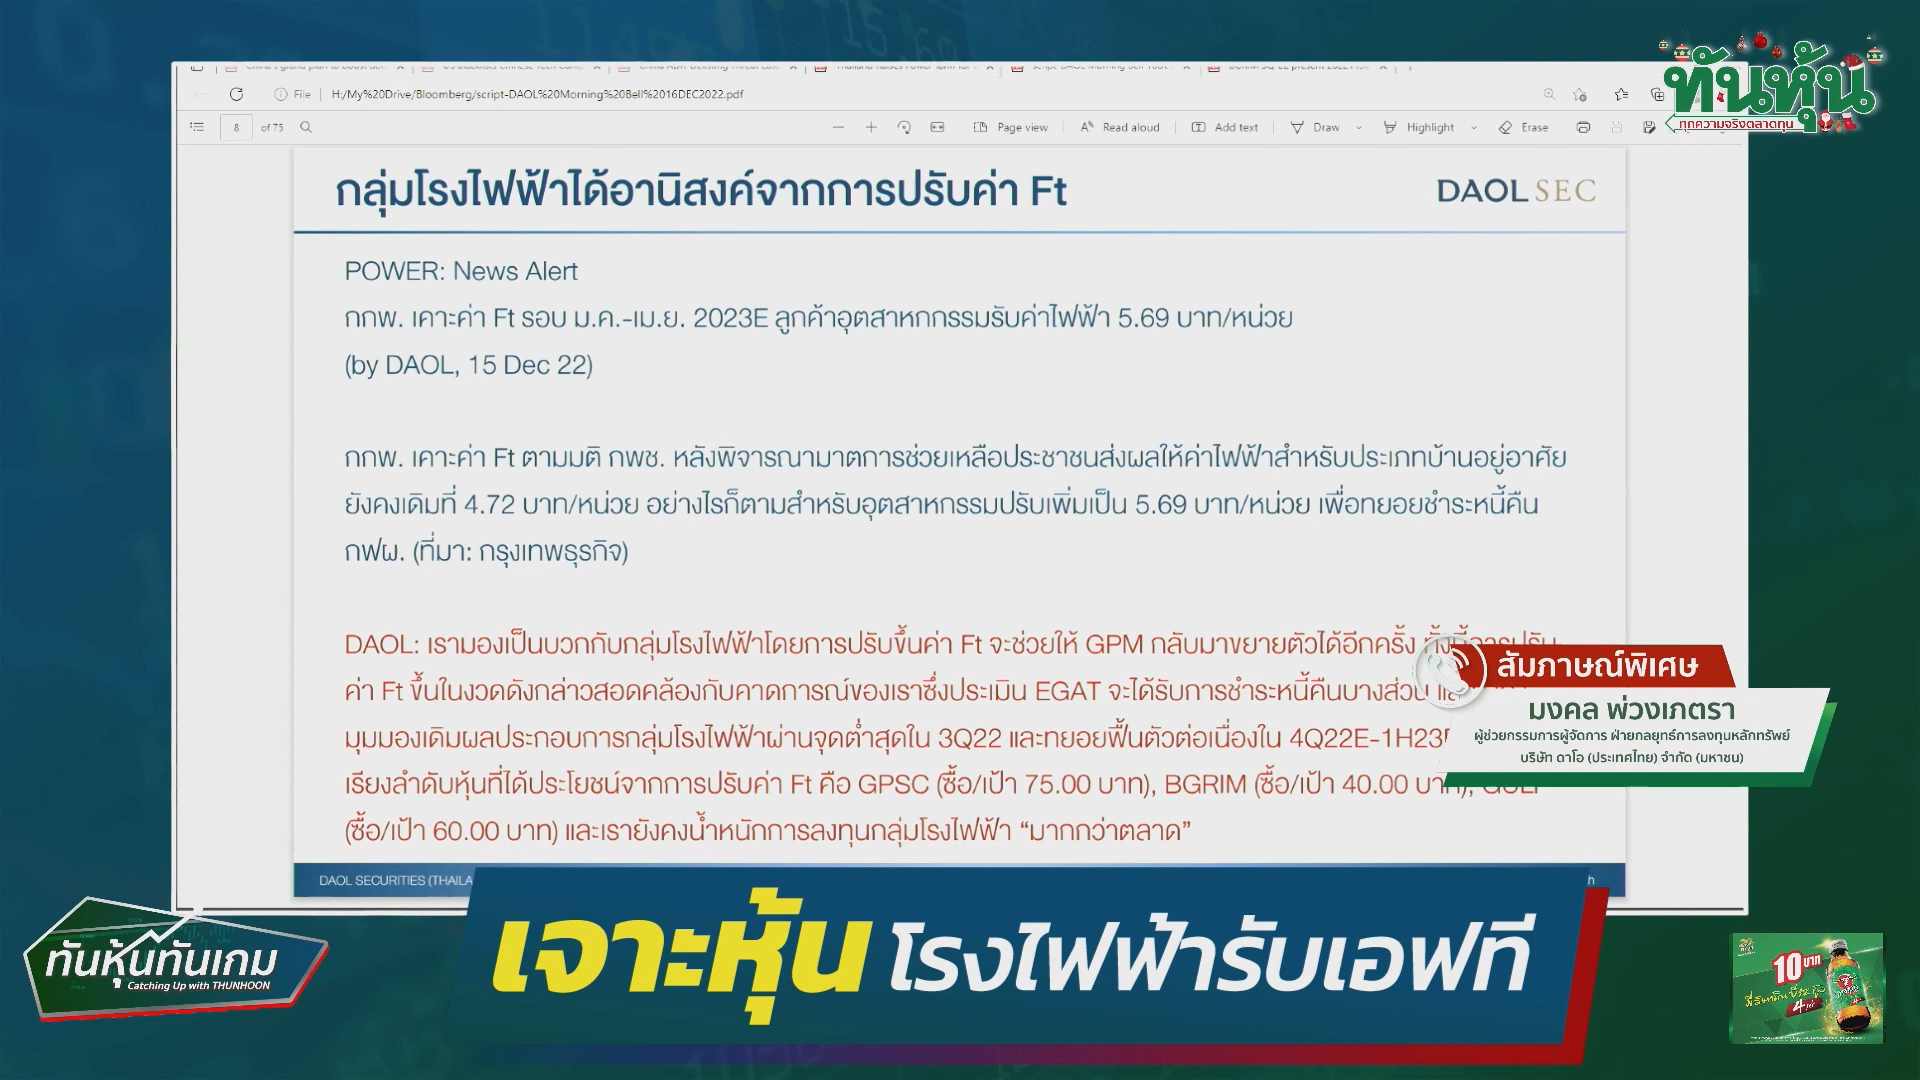 File H:/My%20Drive/Bloomberg/script-DAOL%20Morning%20Bell%2016DEC2022.pdf
8 of 75 Page view Read aloud Add text Draw Highlight Erase
ทันหุ้น
ทุกความจริงตลาดทุน
กลุ่มโรงไฟฟ้าได้อานิสงค์จากการปรับค่า Ft
DAOL SEC
POWER: News Alert
กกพ. เคาะค่า Ft รอบ ม.ค.-เม.ย. 2023E ลูกค้าอุตสาหกกรรมรับค่าไฟฟ้า 5.69 บาท/หน่วย
(by DAOL, 15 Dec 22)
กกพ. เคาะค่า Ft ตามมติ กพช. หลังพิจารณามาตการช่วยเหลือประชาชนส่งผลให้ค่าไฟฟ้าสำหรับประเภทบ้านอยู่อาศัย
ยังคงเดิมที่ 4.72 บาท/หน่วย อย่างไรก็ตามสำหรับอุตสาหกรรมปรับเพิ่มเป็น 5.69 บาท/หน่วย เพื่อทยอยชำระหนี้คืน
กฟผ. (ที่มา: กรุงเทพธุรกิจ)
DAOL: เรามองเป็นบวกกับกลุ่มโรงไฟฟ้าโดยการปรับขึ้นค่า Ft จะช่วยให้ GPM กลับมาขยายตัวได้อีกครั้ง
ค่า Ft ขึ้นในงวดดังกล่าวสอดคล้องกับคาดการณ์ของเราซึ่งประเมิน EGAT จะได้รับการชำระหนี้คืนบางส่วน
มุมมองเดิมผลประกอบการกลุ่มโรงไฟฟ้าผ่านจุดต่ำสุดใน 3Q22 และทยอยฟื้นตัวต่อเนื่องใน 4Q22E-1H23E
เรียงลำดับหุ้นที่ได้ประโยชน์จากการปรับค่า Ft คือ GPSC (ซื้อ/เป้า 75.00 บาท), BGRIM (ซื้อ/เป้า 40.00 บาท),
(ซื้อ/เป้า 60.00 บาท) และเรายังคงน้ำหนักการลงทุนกลุ่มโรงไฟฟ้า “มากกว่าตลาด”
สัมภาษณ์พิเศษ
มงคล พ่วงเภตรา
ผู้ช่วยกรรมการผู้จัดการ ฝ่ายกลยุทธ์การลงทุนหลักทรัพย์
บริษัท ดาโอ (ประเทศไทย) จำกัด (มหาชน)
DAOL SECURITIES (THAILA
เจาะหุ้น โรงไฟฟ้ารับเอฟที
ทันหุ้นทันเกม
Catching Up with THUNHOON
10 บาท